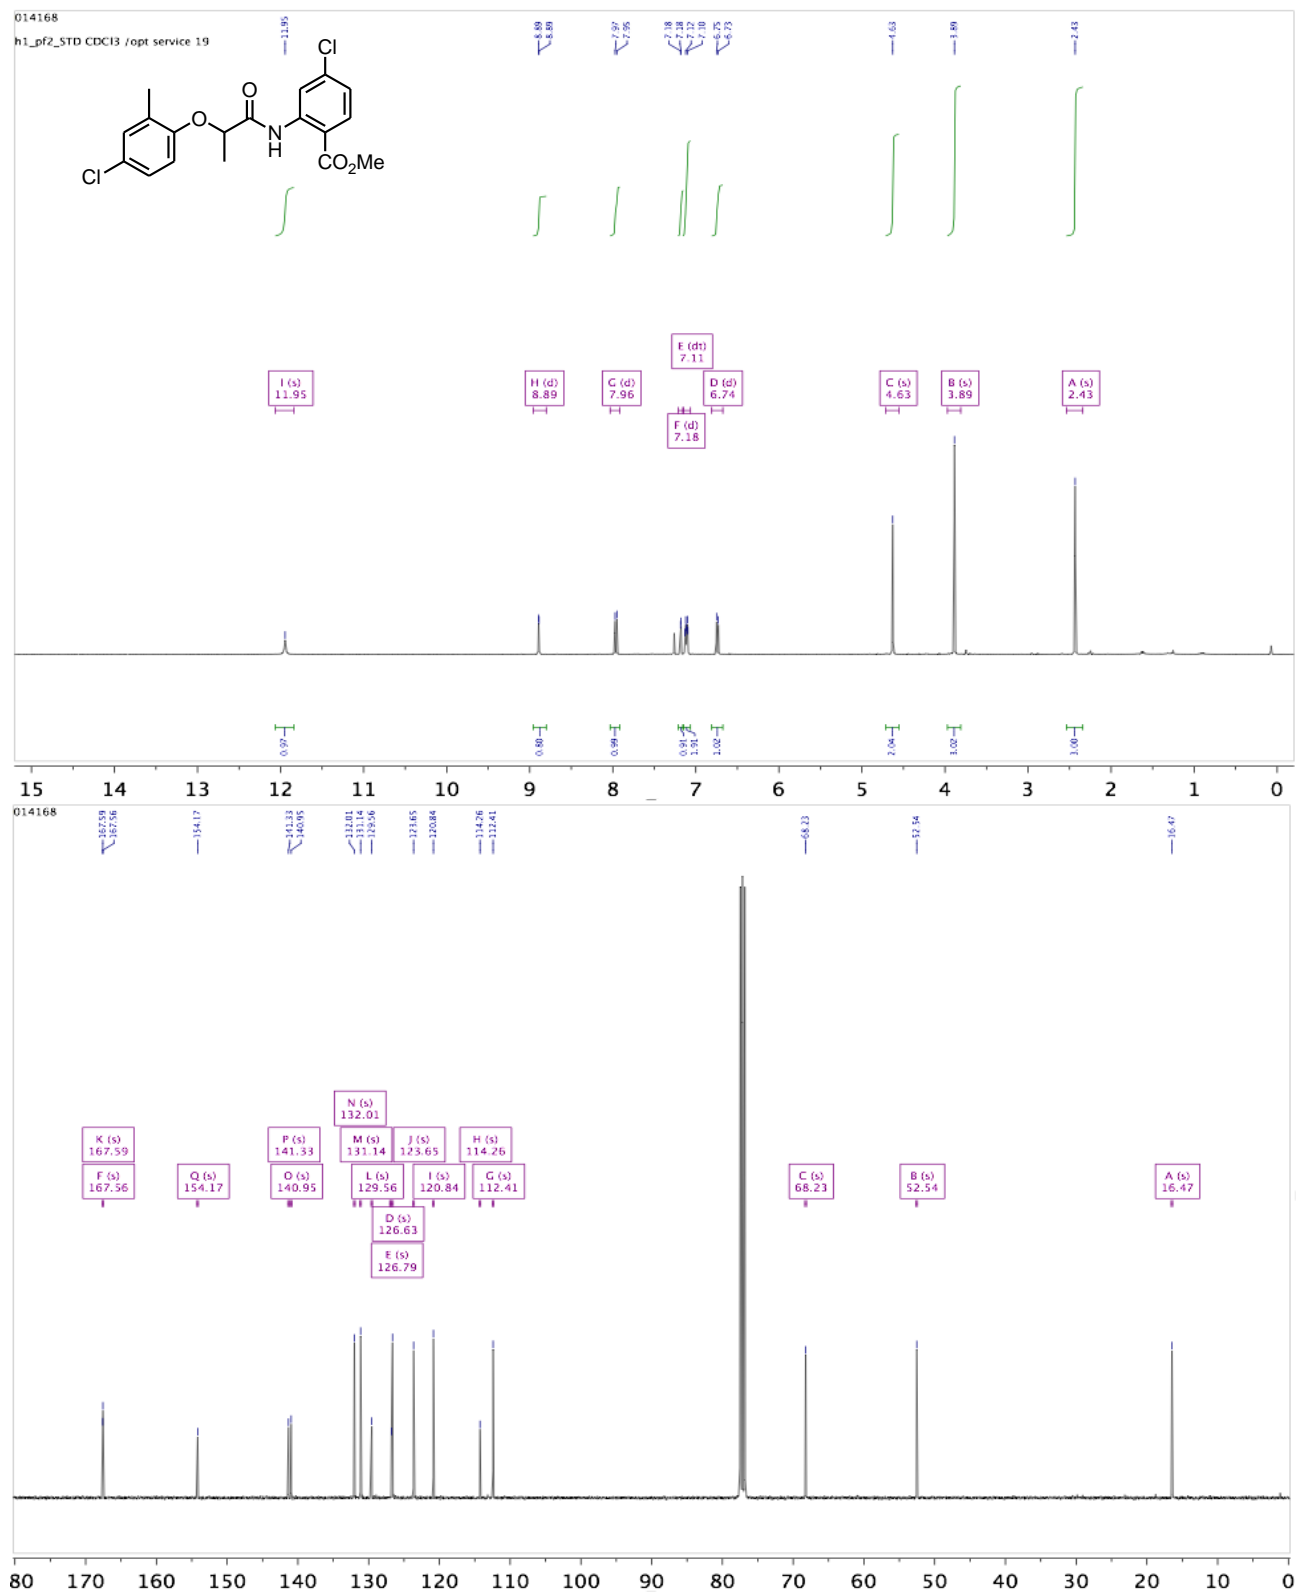 014168
h1_pf2_STD CDCl3 /opt service 19
11.95
8.89
8.89
7.97
7.95
7.18
7.18
7.12
7.10
6.75
6.73
4.63
3.89
2.43
Cl
O
O
N
H
CO2Me
Cl
E (dt)
7.11
I (s)
11.95
H (d)
8.89
G (d)
7.96
D (d)
6.74
C (s)
4.63
B (s)
3.89
A (s)
2.43
F (d)
7.18
0.97
0.80
0.99
0.91
1.91
1.02
2.04
3.02
3.00
15 14 13 12 11 10 9 8 7 6 5 4 3 2 1 0
014168
167.59
167.56
154.17
141.33
140.95
132.01
131.14
129.56
123.65
120.84
114.26
112.41
68.23
52.54
16.47
N (s)
132.01
K (s)
167.59
P (s)
141.33
M (s)
131.14
J (s)
123.65
H (s)
114.26
F (s)
167.56
Q (s)
154.17
O (s)
140.95
L (s)
129.56
I (s)
120.84
G (s)
112.41
C (s)
68.23
B (s)
52.54
A (s)
16.47
D (s)
126.63
E (s)
126.79
80 170 160 150 140 130 120 110 100 90 80 70 60 50 40 30 20 10 0